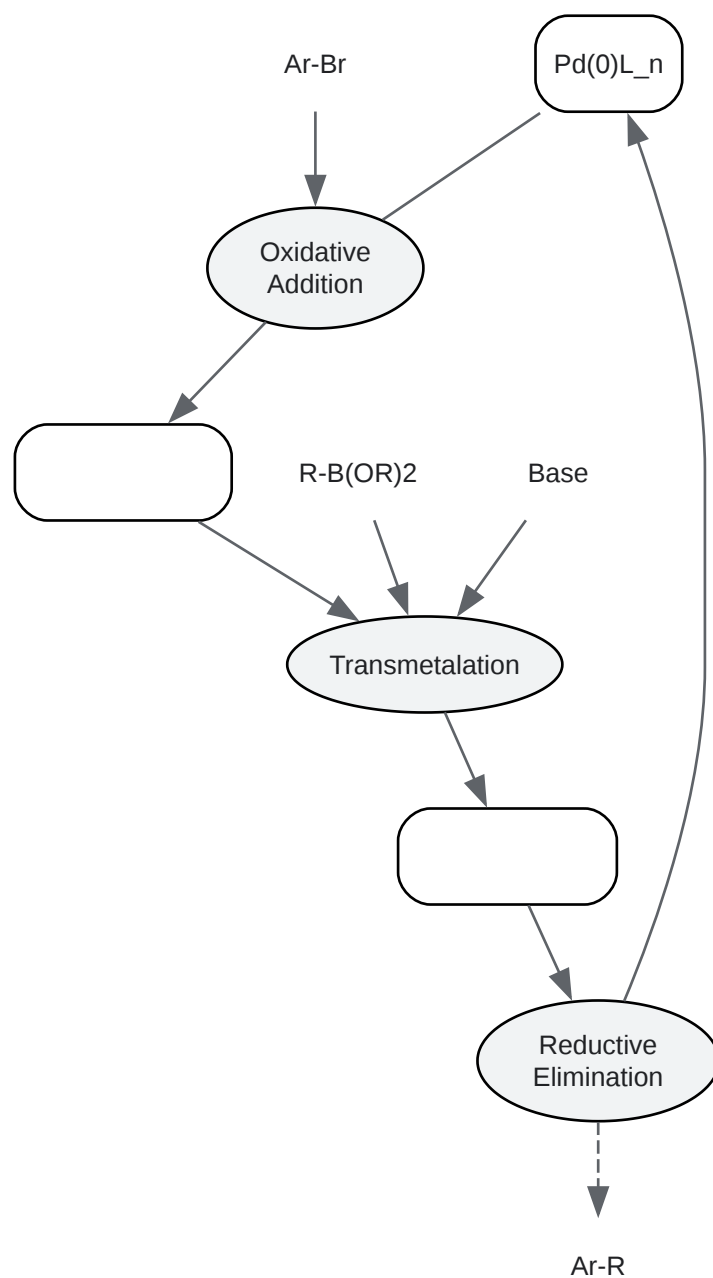 Ar-Br
Pd(0)L_n
Oxidative
Addition
R-B(OR)2
Base
Transmetalation
Reductive
Elimination
Ar-R